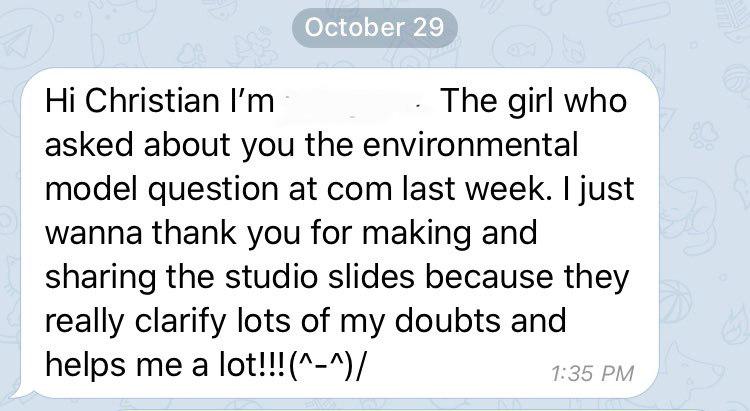 October 29
Hi Christian I'm . The girl who
asked about you the environmental
model question at com last week. I just
wanna thank you for making and
sharing the studio slides because they
really clarify lots of my doubts and
helps me a lot!!!(^-^)/
1:35 PM